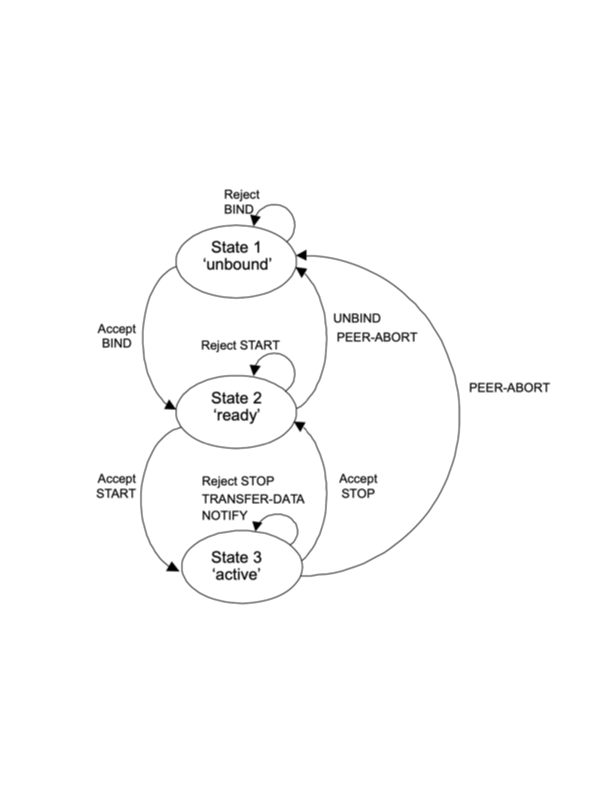 Reject
BIND
State 1
‘unbound’
Accept
BIND
UNBIND
PEER-ABORT
Reject START
PEER-ABORT
State 2
‘ready’
Accept
START
Reject STOP
TRANSFER-DATA
NOTIFY
Accept
STOP
State 3
‘active’